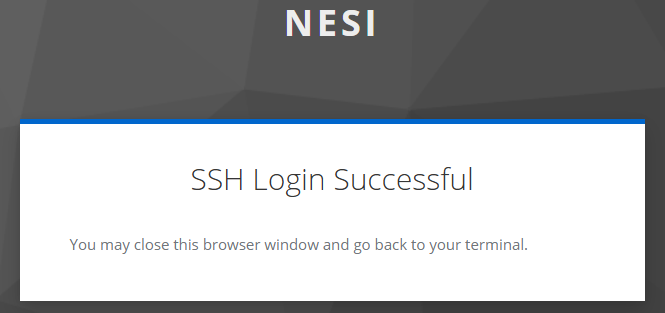 NESI
SSH Login Successful
You may close this browser window and go back to your terminal.